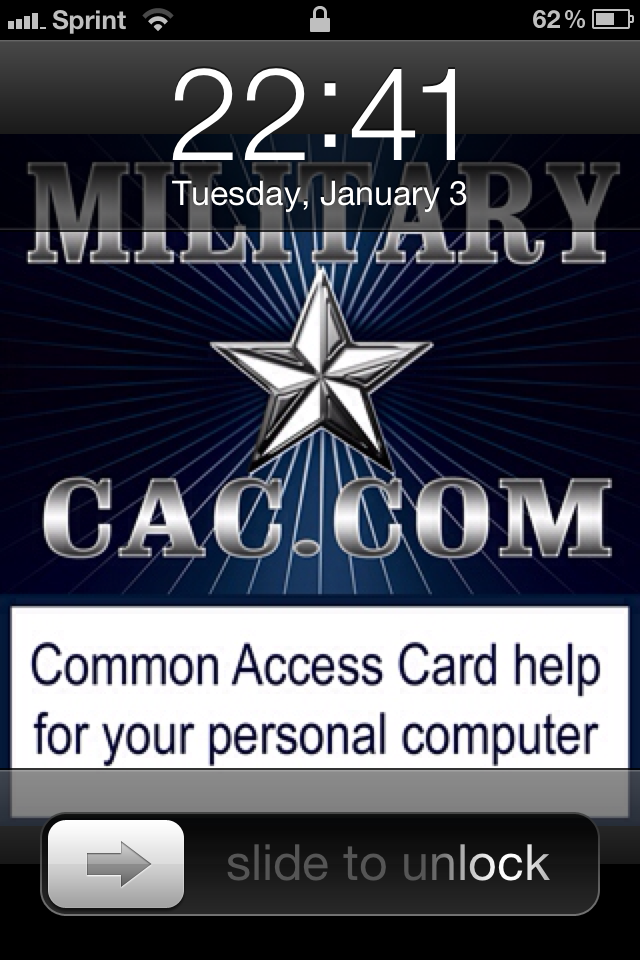 Sprint 62%
22:41
Tuesday, January 3
MILITARY
CAC.COM
Common Access Card help
for your personal computer
slide to unlock